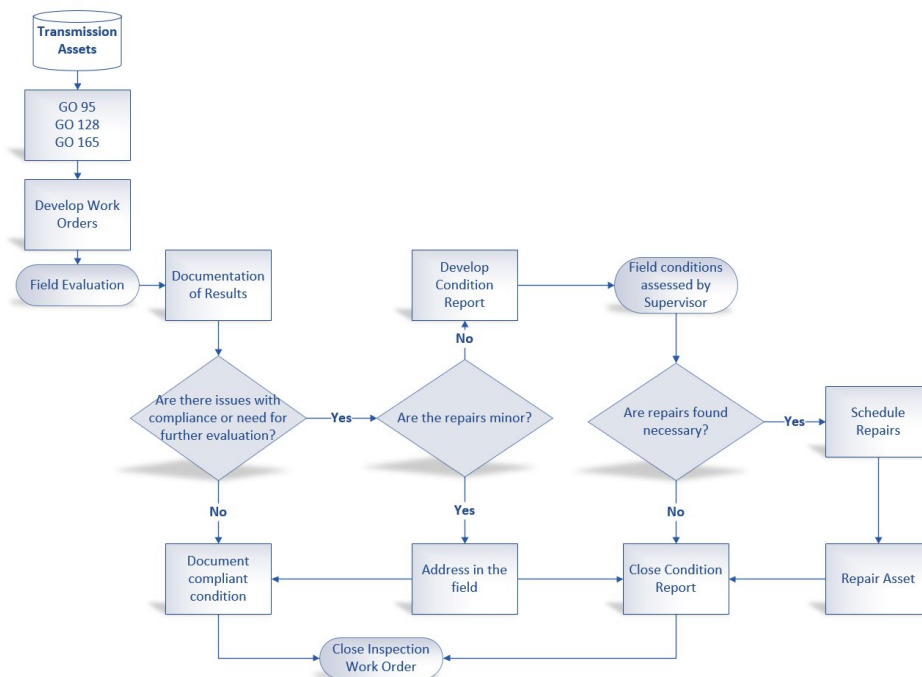 Transmission
Assets
GO 95
GO 128
GO 165
Develop Work
Orders
Field Evaluation
Documentation
of Results
Develop
Condition
Report
Field conditions
assessed by
Supervisor
No
Are there issues with
compliance or need for
further evaluation?
Yes
Are the repairs minor?
Are repairs found
necessary?
Yes
Schedule
Repairs
No
Yes
No
Document
compliant
condition
Address in the
field
Close Condition
Report
Repair Asset
Close Inspection
Work Order